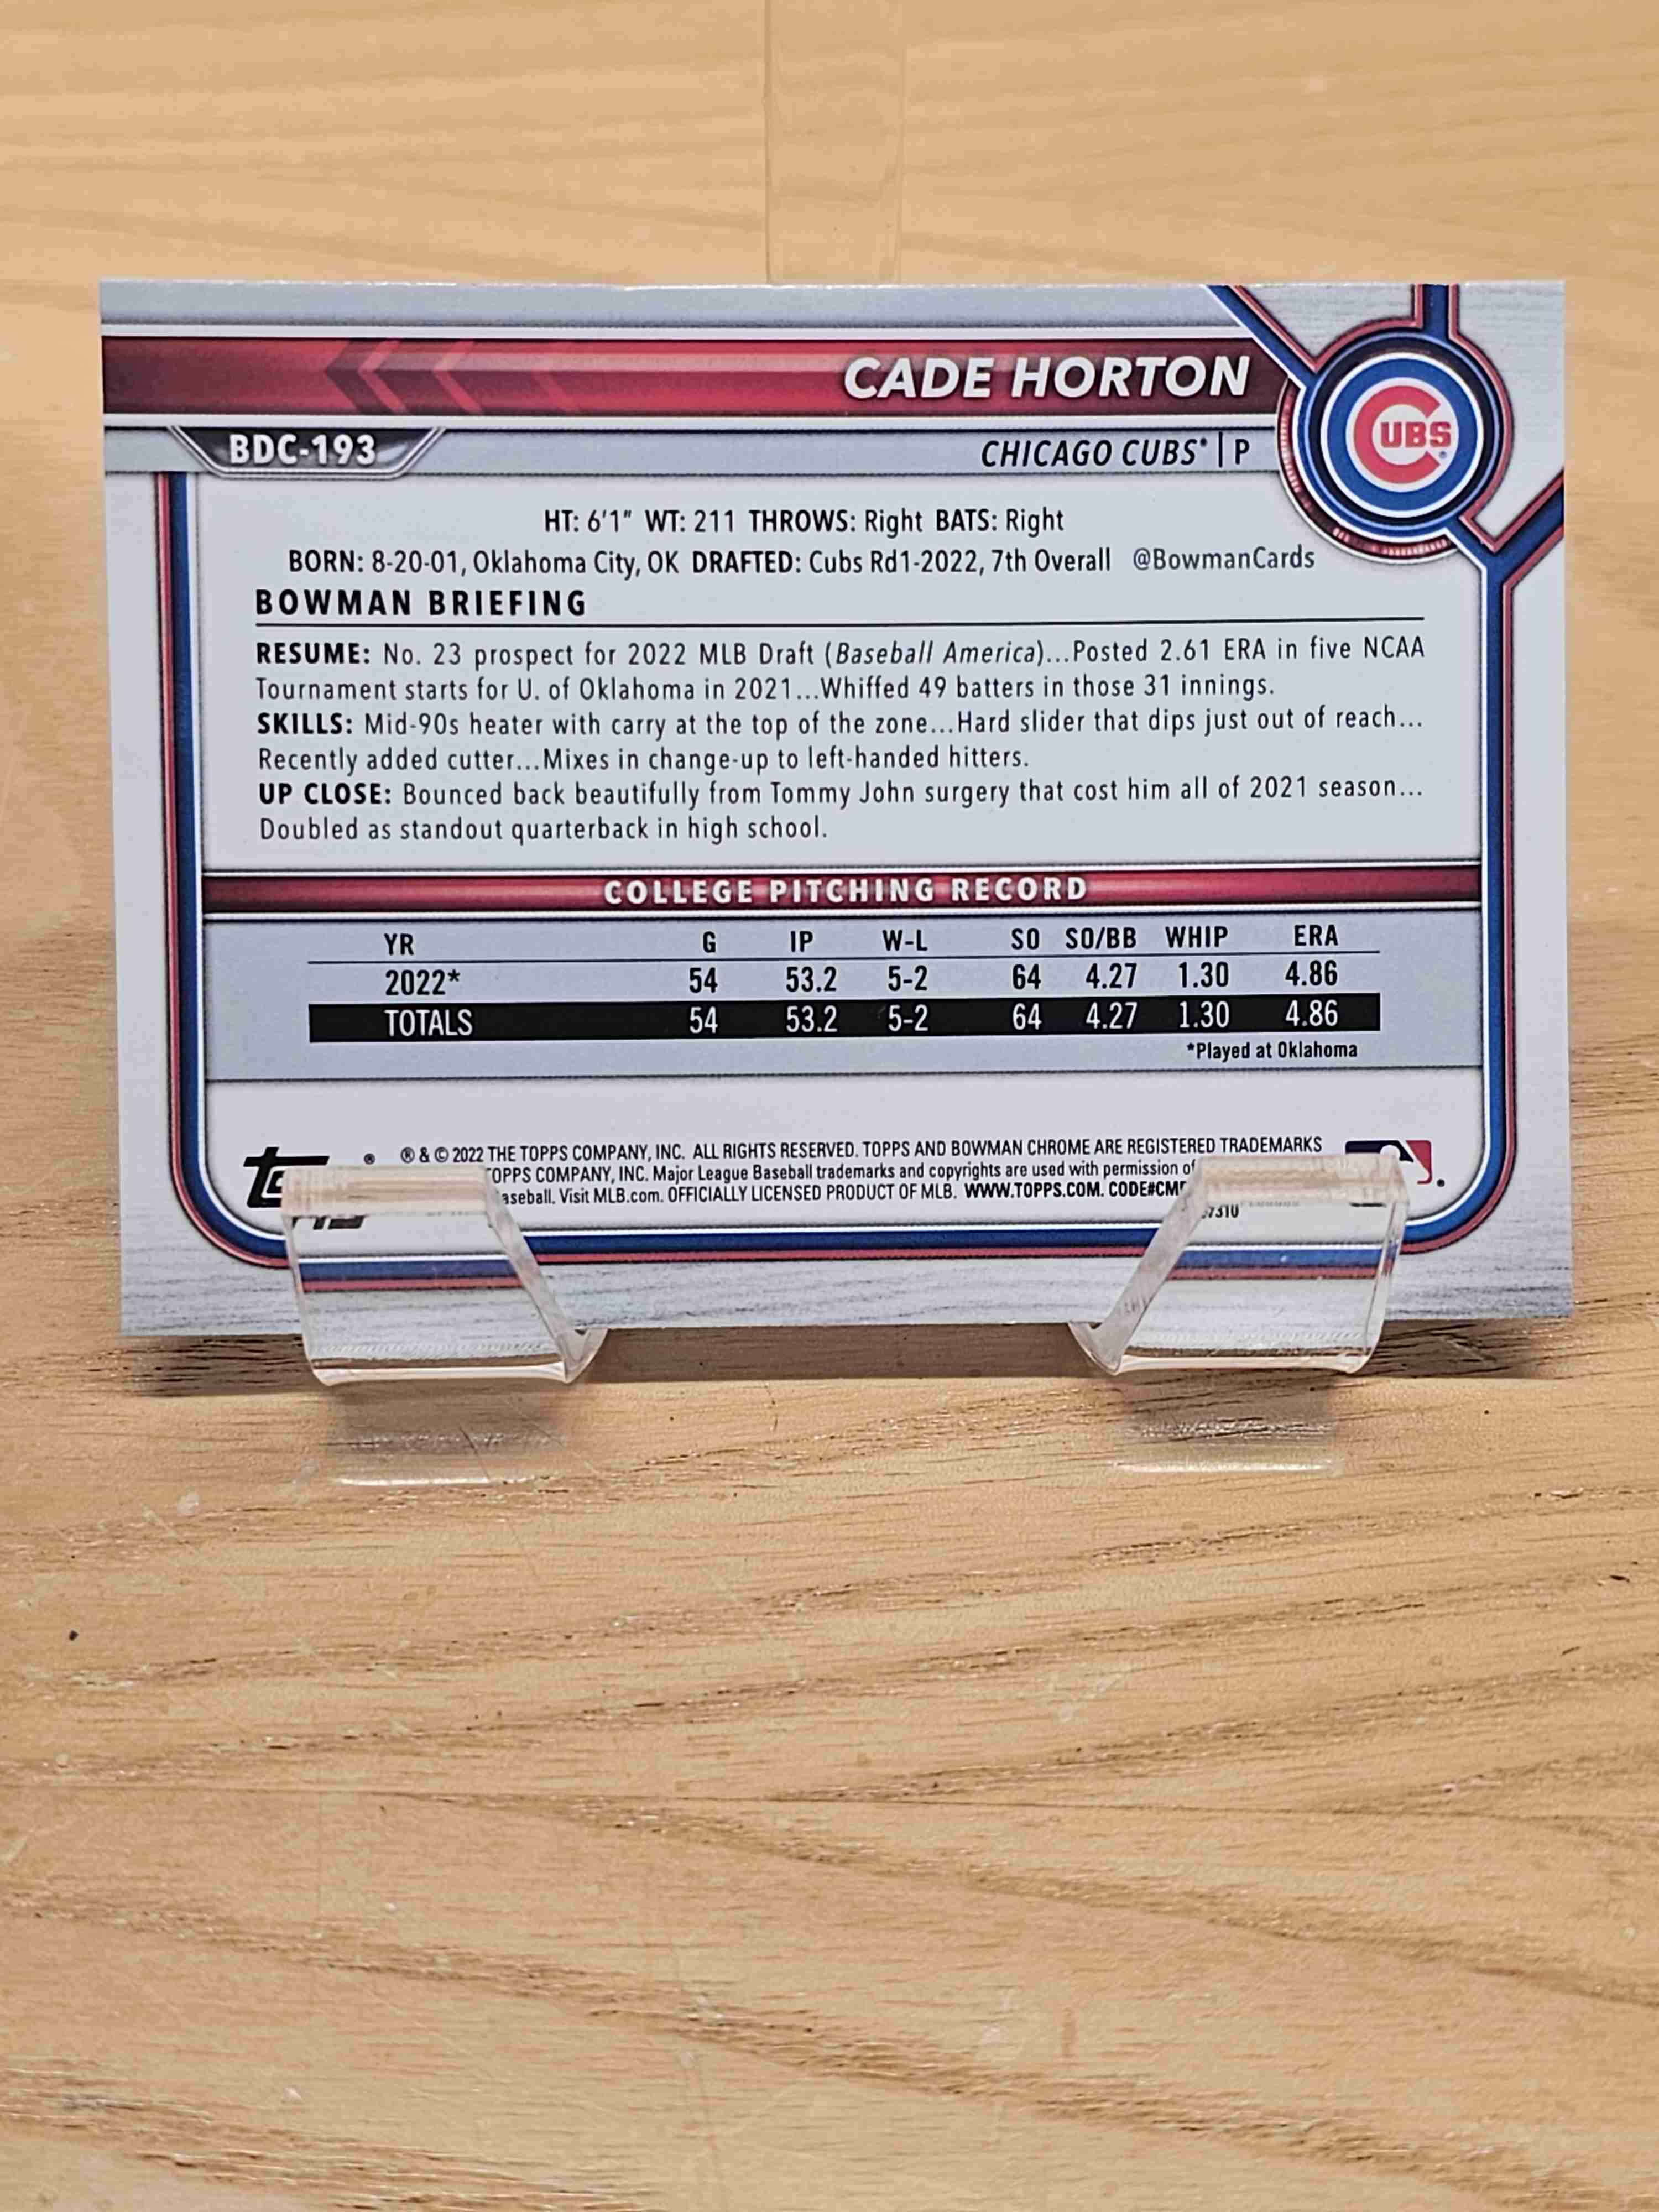 CADE HORTON
BDC-193
CHICAGO CUBS® | P
CUBS®
HT: 6'1" WT: 211 THROWS: Right BATS: Right
BORN: 8-20-01, Oklahoma City, OK DRAFTED: Cubs Rd1-2022, 7th Overall @BowmanCards
BOWMAN BRIEFING
RESUME: No. 23 prospect for 2022 MLB Draft (Baseball America)...Posted 2.61 ERA in five NCAA
Tournament starts for U. of Oklahoma in 2021...Whiffed 49 batters in those 31 innings.
SKILLS: Mid-90s heater with carry at the top of the zone...Hard slider that dips just out of reach...
Recently added cutter...Mixes in change-up to left-handed hitters.
UP CLOSE: Bounced back beautifully from Tommy John surgery that cost him all of 2021 season...
Doubled as standout quarterback in high school.
COLLEGE PITCHING RECORD
YR G IP W-L SO SO/BB WHIP ERA
2022* 54 53.2 5-2 64 4.27 1.30 4.86
TOTALS 54 53.2 5-2 64 4.27 1.30 4.86
*Played at Oklahoma
® & © 2022 THE TOPPS COMPANY, INC. ALL RIGHTS RESERVED. TOPPS AND BOWMAN CHROME ARE REGISTERED TRADEMARKS
OPPS COMPANY, INC. Major League Baseball trademarks and copyrights are used with permission of
aseball. Visit MLB.com. OFFICIALLY LICENSED PRODUCT OF MLB. WWW.TOPPS.COM. CODE#CMP
7310